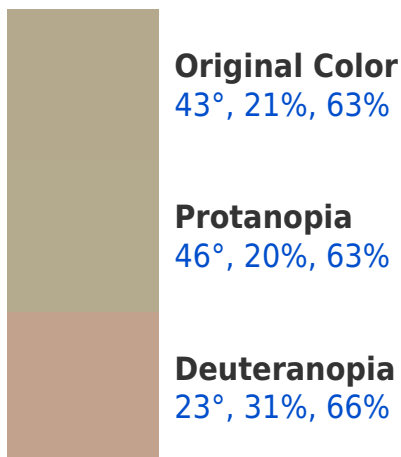 Original Color
43°, 21%, 63%
Protanopia
46°, 20%, 63%
Deuteranopia
23°, 31%, 66%